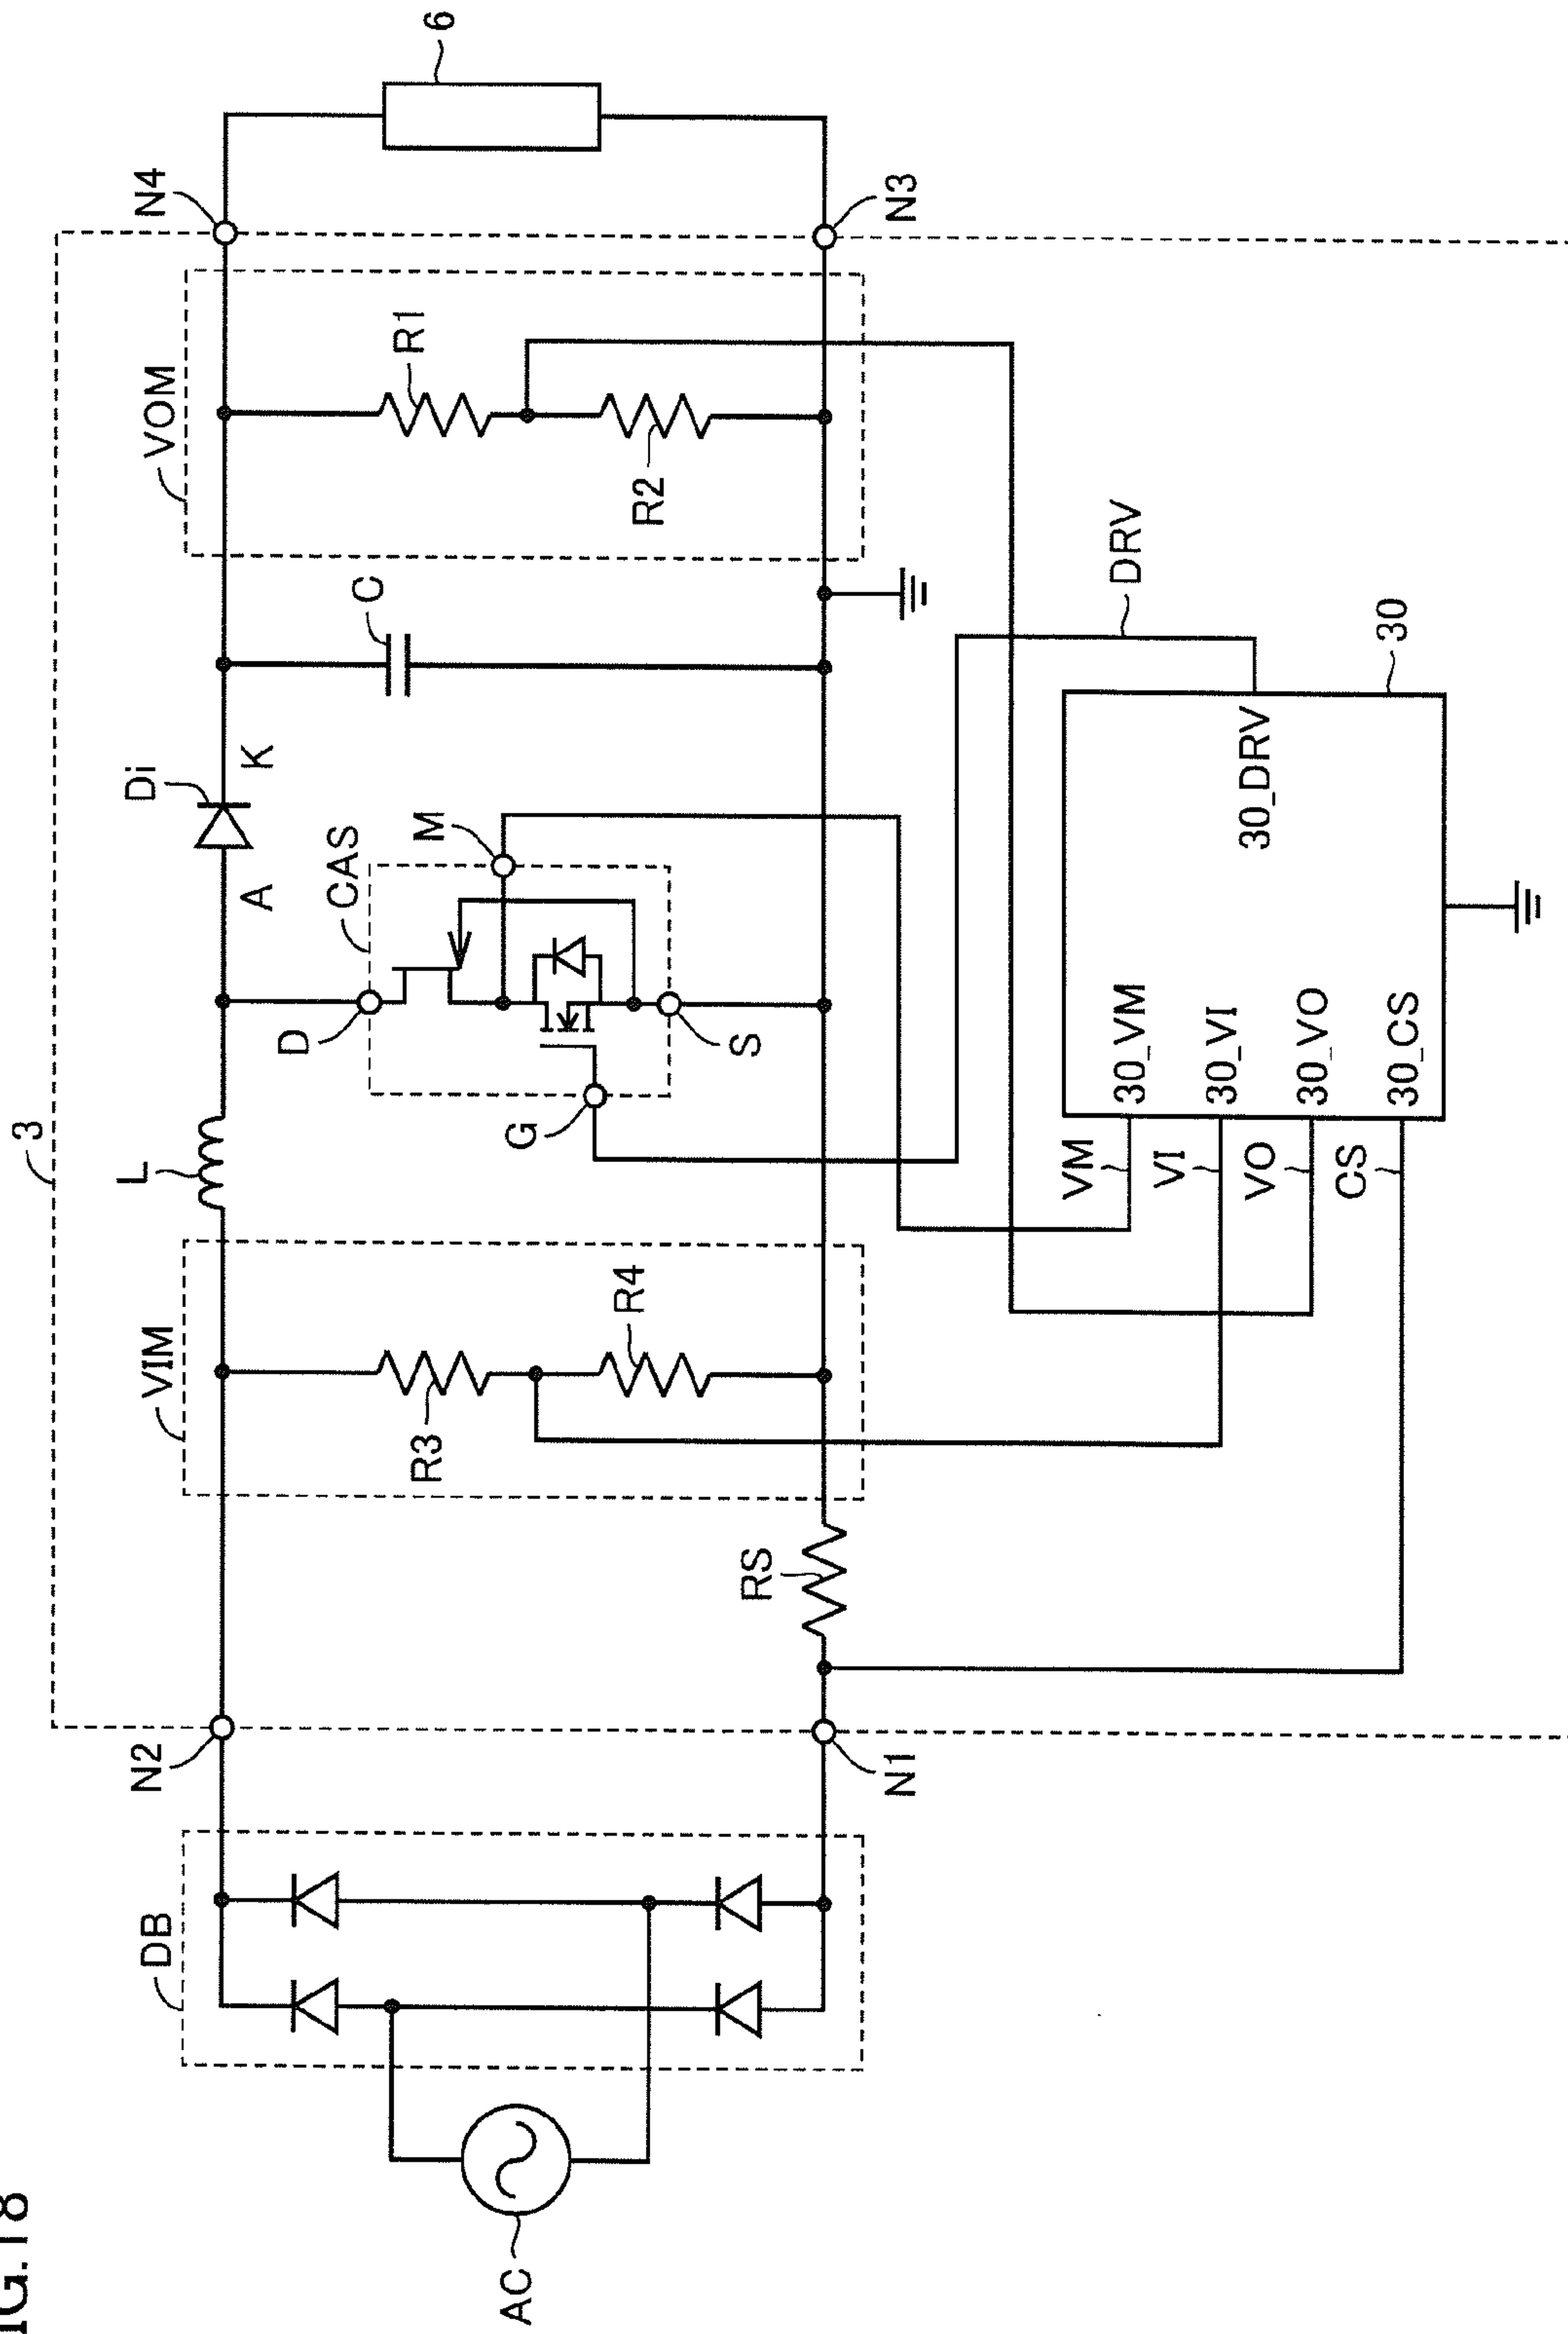 IG.18
3
N2
N1
DB
AC
VIM
R3
R4
RS
L
D
G
S
M
CAS
A
K
Di
C
VOM
R1
R2
N4
N3
6
DRV
30
30_DRV
30_VM
30_VI
30_VO
30_CS
VM
VI
VO
CS